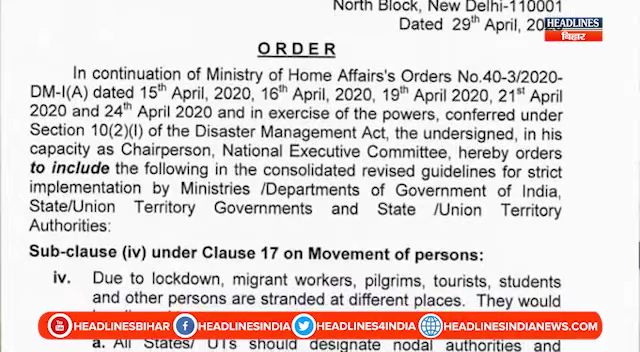 North Block, New Delhi-110001
Dated 29th April, 20
HEADLINES
बिहार
ORDER
In continuation of Ministry of Home Affairs's Orders No.40-3/2020-
DM-I(A) dated 15th April, 2020, 16th April, 2020, 19th April 2020, 21st April
2020 and 24th April 2020 and in exercise of the powers, conferred under
Section 10(2)(I) of the Disaster Management Act, the undersigned, in his
capacity as Chairperson, National Executive Committee, hereby orders
to include the following in the consolidated revised guidelines for strict
implementation by Ministries /Departments of Government of India,
State/Union Territory Governments and State /Union Territory
Authorities:
Sub-clause (iv) under Clause 17 on Movement of persons:
iv. Due to lockdown, migrant workers, pilgrims, tourists, students
and other persons are stranded at different places. They would
HEADLINESBIHAR HEADLINESINDIA HEADLINES4INDIA HEADLINESINDIANEWS.COM
a. All States/ UTs should designate nodal authorities and